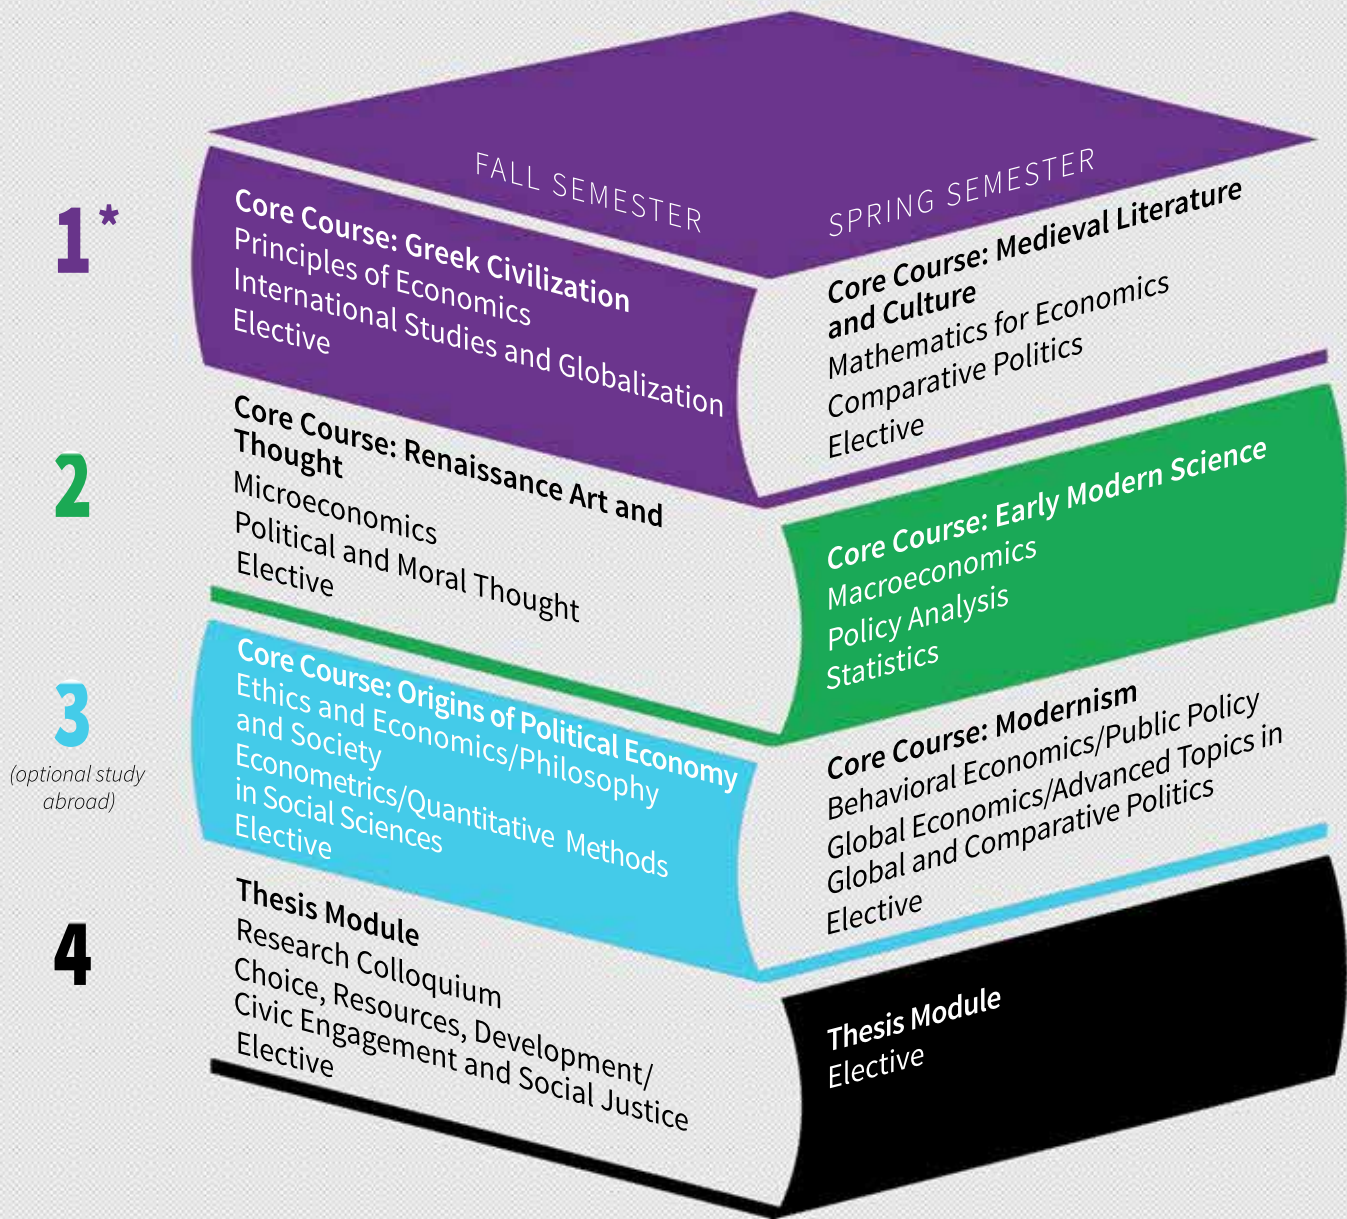 FALL SEMESTER
SPRING SEMESTER
1*
Core Course: Greek Civilization
Principles of Economics
International Studies and Globalization
Elective
Core Course: Medieval Literature
and Culture
Mathematics for Economics
Comparative Politics
Elective
2
Core Course: Renaissance Art and
Thought
Microeconomics
Political and Moral Thought
Elective
Core Course: Early Modern Science
Macroeconomics
Policy Analysis
Statistics
3
(optional study
abroad)
Core Course: Origins of Political Economy
Ethics and Economics/Philosophy
and Society
Econometrics/Quantitative Methods
in Social Sciences
Elective
Core Course: Modernism
Behavioral Economics/Public Policy
Global Economics/Advanced Topics in
Global and Comparative Politics
Elective
4
Thesis Module
Research Colloquium
Choice, Resources, Development/
Civic Engagement and Social Justice
Elective
Thesis Module
Elective